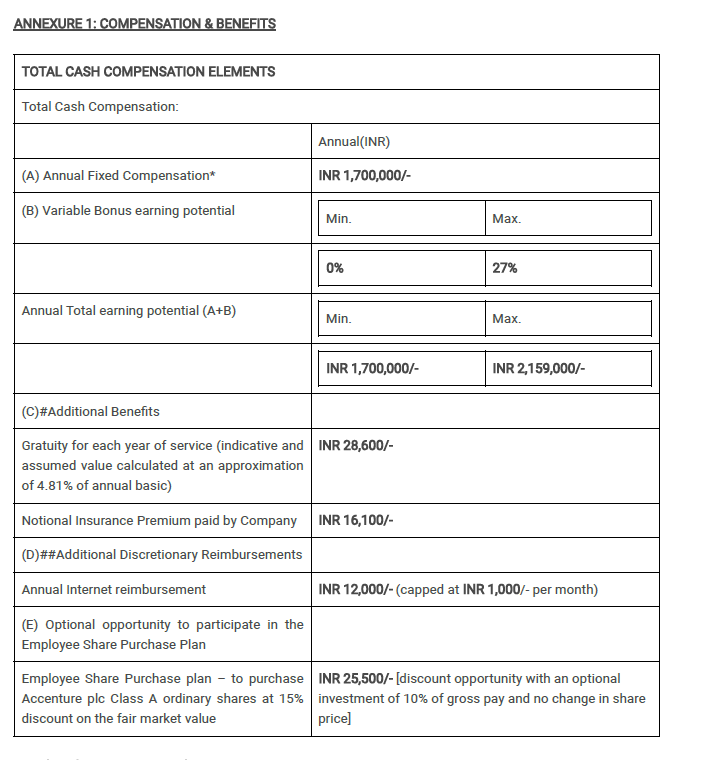 ANNEXURE 1: COMPENSATION & BENEFITS
TOTAL CASH COMPENSATION ELEMENTS
Total Cash Compensation:
Annual(INR)
(A) Annual Fixed Compensation*
INR 1,700,000/-
(B) Variable Bonus earning potential
Min.
Max.
0%
27%
Annual Total earning potential (A+B)
Min.
Max.
INR 1,700,000/-
INR 2,159,000/-
(C)#Additional Benefits
Gratuity for each year of service (indicative and
assumed value calculated at an approximation
of 4.81% of annual basic)
INR 28,600/-
Notional Insurance Premium paid by Company
INR 16,100/-
(D)##Additional Discretionary Reimbursements
Annual Internet reimbursement
INR 12,000/- (capped at INR 1,000/- per month)
(E) Optional opportunity to participate in the
Employee Share Purchase Plan
Employee Share Purchase plan – to purchase
Accenture plc Class A ordinary shares at 15%
discount on the fair market value
INR 25,500/- [discount opportunity with an optional
investment of 10% of gross pay and no change in share
price]